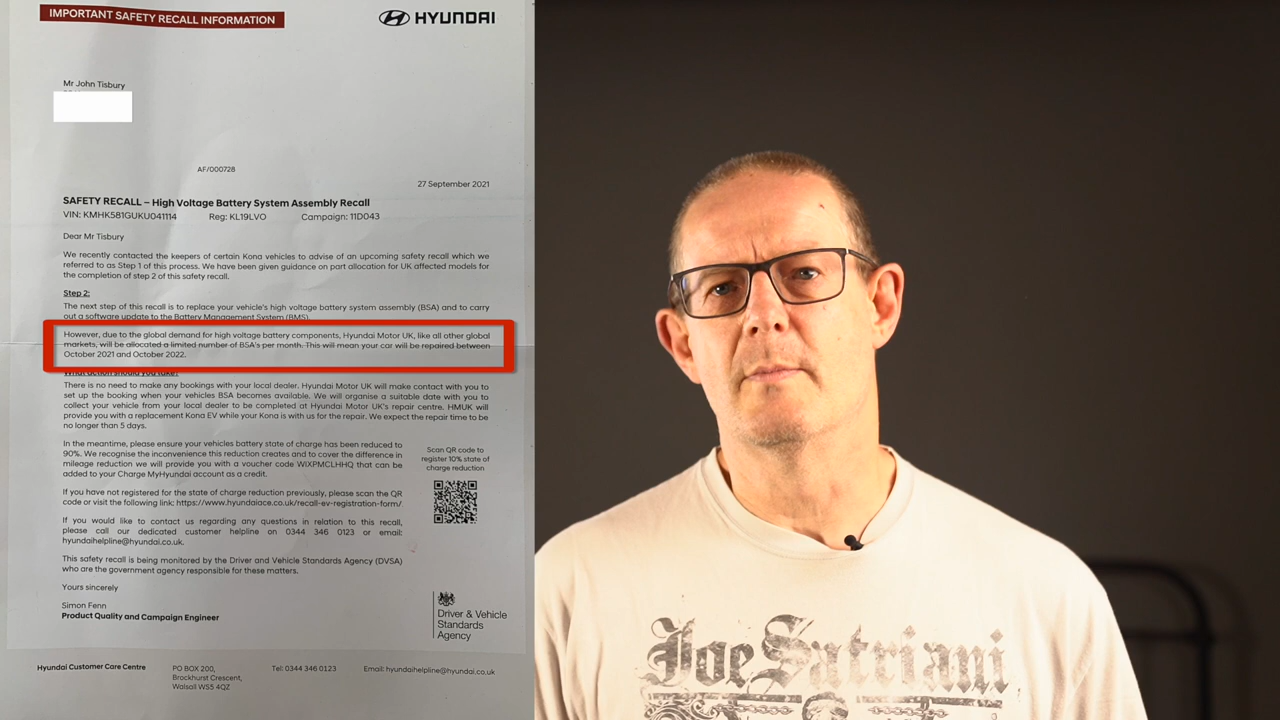 IMPORTANT SAFETY RECALL INFORMATION
HYUNDAI
Mr John Tisbury
AF/000728
27 September 2021
SAFETY RECALL – High Voltage Battery System Assembly Recall
VIN: KMHK581GUKU041114 Reg: KL19LVO Campaign: 11D043
Dear Mr Tisbury
We recently contacted the keepers of certain Kona vehicles to advise of an upcoming safety recall which we
referred to as Step 1 of this process. We have been given guidance on part allocation for UK affected models for
the completion of step 2 of this safety recall.
Step 2:
The next step of this recall is to replace your vehicle's high voltage battery system assembly (BSA) and to carry
out a software update to the Battery Management System (BMS).
However, due to the global demand for high voltage battery components, Hyundai Motor UK, like all other global
markets, will be allocated a limited number of BSA's per month. This will mean your car will be repaired between
October 2021 and October 2022.
What action should you take?
There is no need to make any bookings with your local dealer. Hyundai Motor UK will make contact with you to
set up the booking when your vehicles BSA becomes available. We will organise a suitable date with you to
collect your vehicle from your local dealer to be completed at Hyundai Motor UK's repair centre. HMUK will
provide you with a replacement Kona EV while your Kona is with us for the repair. We expect the repair time to be
no longer than 5 days.
In the meantime, please ensure your vehicles battery state of charge has been reduced to
90%. We recognise the inconvenience this reduction creates and to cover the difference in
mileage reduction we will provide you with a voucher code WIXPMCLHHQ that can be
added to your Charge MyHyundai account as a credit.
Scan QR code to
register 10% state of
charge reduction
If you have not registered for the state of charge reduction previously, please scan the QR
code or visit the following link: https://www.hyundaiace.co.uk/recall-ev-registration-form/
If you would like to contact us regarding any questions in relation to this recall,
please call our dedicated customer helpline on 0344 346 0123 or email:
hyundaihelpline@hyundai.co.uk.
This safety recall is being monitored by the Driver and Vehicle Standards Agency (DVSA)
who are the government agency responsible for these matters.
Yours sincerely
Simon Fenn
Product Quality and Campaign Engineer
Driver & Vehicle
Standards
Agency
Hyundai Customer Care Centre
PO BOX 200,
Brockhurst Crescent,
Walsall WS5 4QZ
Tel: 0344 346 0123
Email: hyundaihelpline@hyundai.co.uk
Joe Satriani